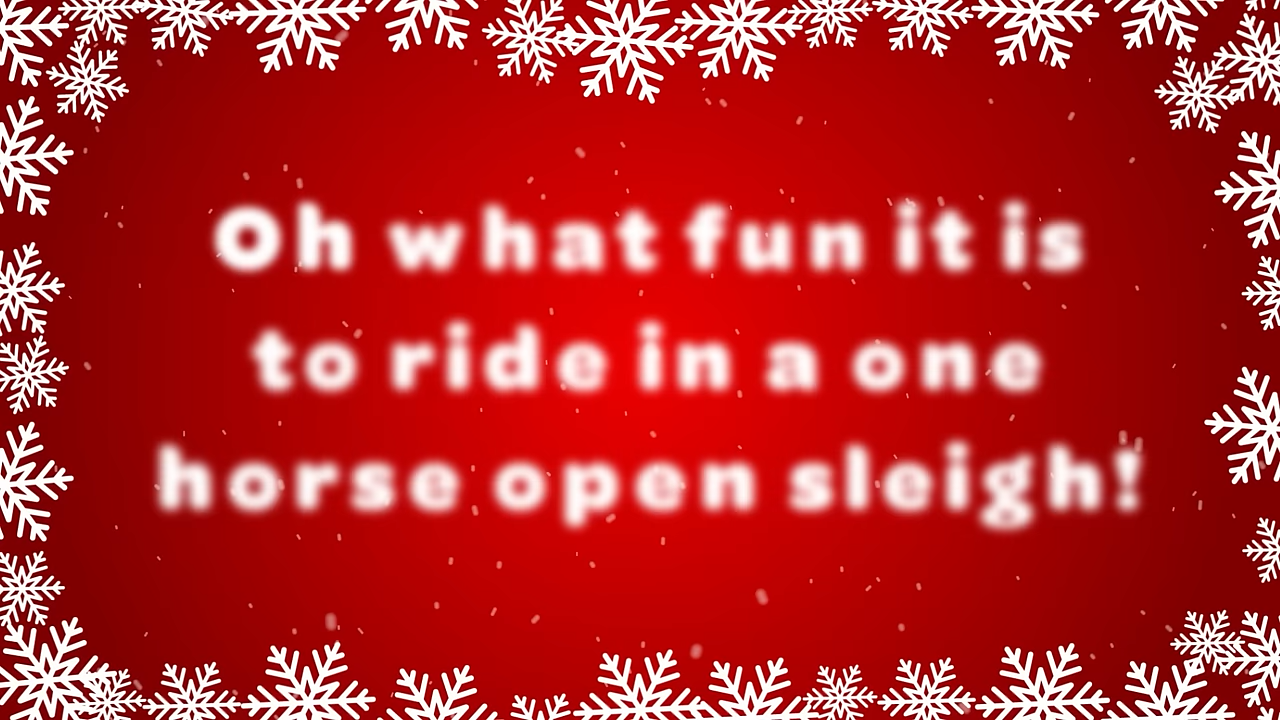 Oh what fun it is
to ride in a one
horse open sleigh!